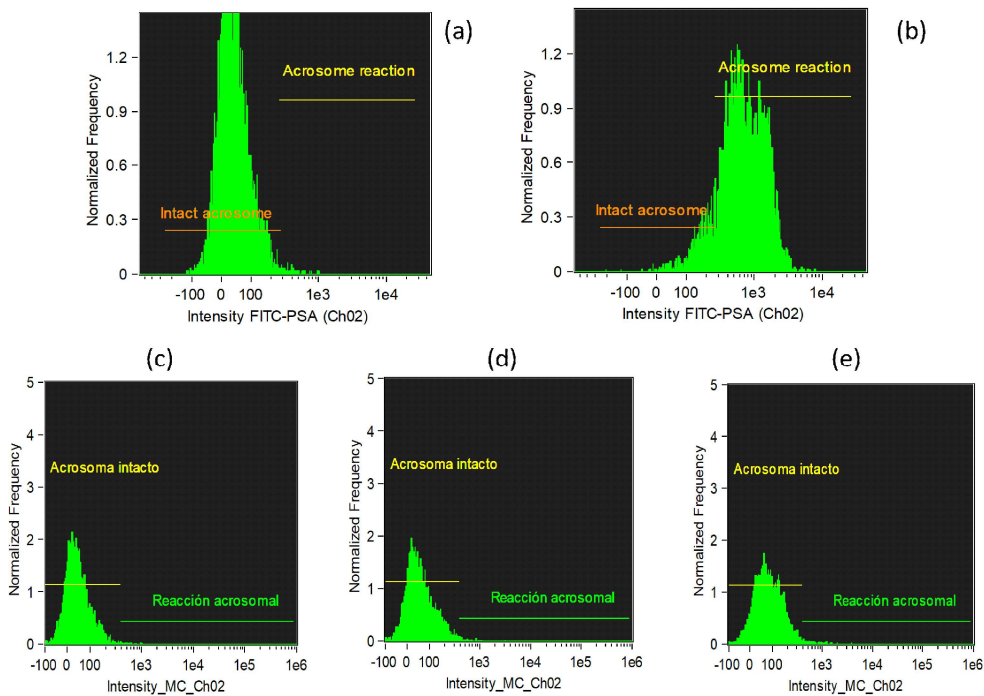 (a)
1.2
0.9
0.6
0.3
0
Normalized Frequency
Acrosome reaction
Intact acrosome
-100 0 100 1e3 1e4
Intensity FITC-PSA (Ch02)
(b)
1.2
0.9
0.6
0.3
0
Normalized Frequency
Acrosome reaction
Intact acrosome
-100 0 100 1e3 1e4
Intensity FITC-PSA (Ch02)
(c)
5
4
3
2
1
0
Normalized Frequency
Acrosoma intacto
Reacción acrosomal
-100 0 100 1e3 1e4 1e5 1e6
Intensity_MC_Ch02
(d)
5
4
3
2
1
0
Normalized Frequency
Acrosoma intacto
Reacción acrosomal
-100 0 100 1e3 1e4 1e5 1e6
Intensity_MC_Ch02
(e)
5
4
3
2
1
0
Normalized Frequency
Acrosoma intacto
Reacción acrosomal
-100 0 100 1e3 1e4 1e5 1e6
Intensity_MC_Ch02